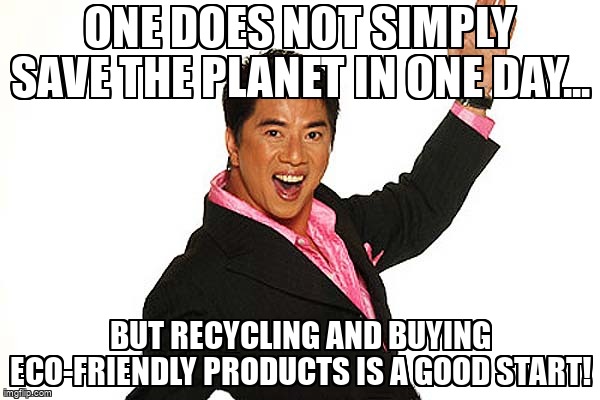 ONE DOES NOT SIMPLY
SAVE THE PLANET IN ONE DAY...
BUT RECYCLING AND BUYING
ECO-FRIENDLY PRODUCTS IS A GOOD START!
imgflip.com